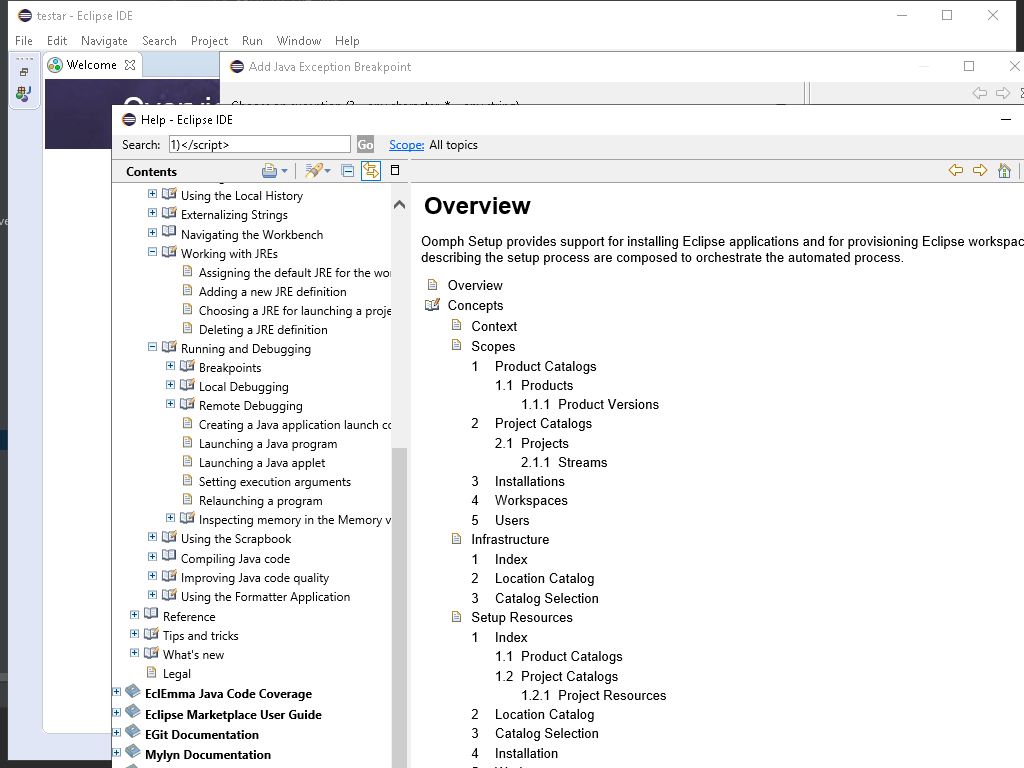 testar - Eclipse IDE
File Edit Navigate Search Project Run Window Help
Welcome
Add Java Exception Breakpoint
Help - Eclipse IDE
Search: 1)</script> Go Scope: All topics
Contents
Using the Local History
Externalizing Strings
Navigating the Workbench
Working with JREs
Assigning the default JRE for the wo
Adding a new JRE definition
Choosing a JRE for launching a proje
Deleting a JRE definition
Running and Debugging
Breakpoints
Local Debugging
Remote Debugging
Creating a Java application launch co
Launching a Java program
Launching a Java applet
Setting execution arguments
Relaunching a program
Inspecting memory in the Memory v
Using the Scrapbook
Compiling Java code
Improving Java code quality
Using the Formatter Application
Reference
Tips and tricks
What's new
Legal
EclEmma Java Code Coverage
Eclipse Marketplace User Guide
EGit Documentation
Mylyn Documentation
Overview
Oomph Setup provides support for installing Eclipse applications and for provisioning Eclipse workspac
describing the setup process are composed to orchestrate the automated process.
Overview
Concepts
Context
Scopes
1 Product Catalogs
1.1 Products
1.1.1 Product Versions
2 Project Catalogs
2.1 Projects
2.1.1 Streams
3 Installations
4 Workspaces
5 Users
Infrastructure
1 Index
2 Location Catalog
3 Catalog Selection
Setup Resources
1 Index
1.1 Product Catalogs
1.2 Project Catalogs
1.2.1 Project Resources
2 Location Catalog
3 Catalog Selection
4 Installation